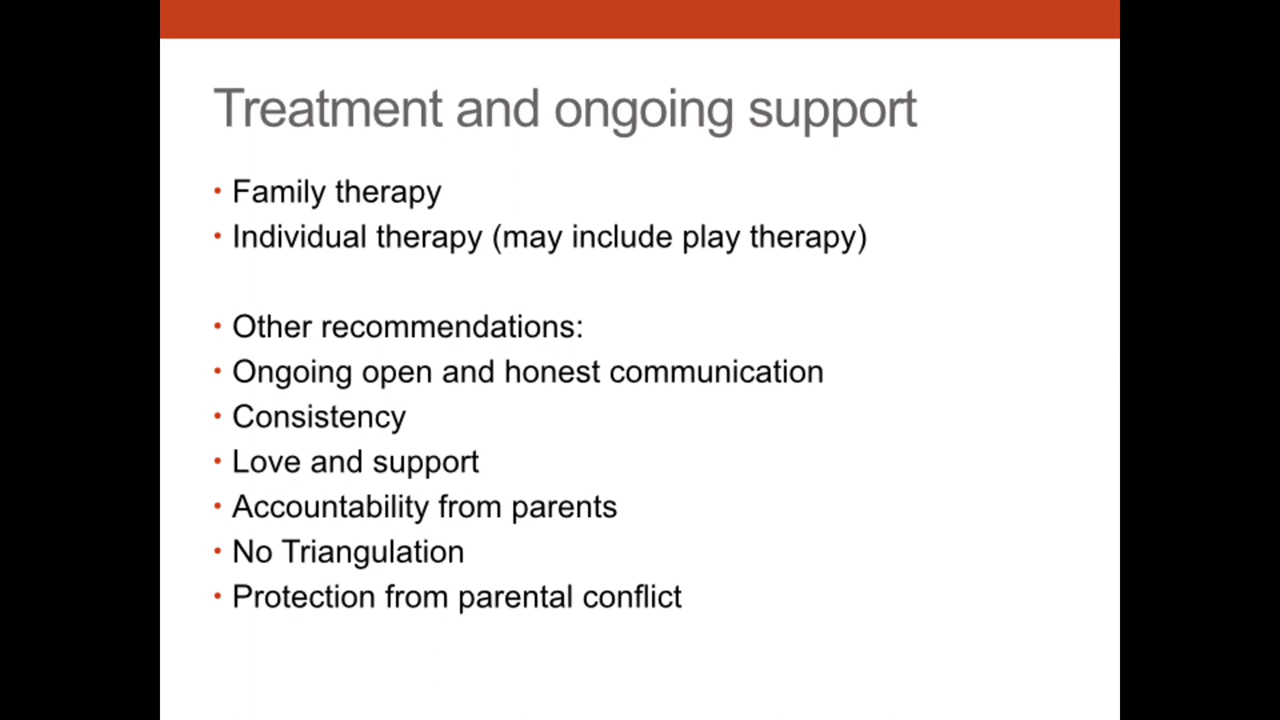 Treatment and ongoing support
• Family therapy
• Individual therapy (may include play therapy)
• Other recommendations:
• Ongoing open and honest communication
• Consistency
• Love and support
• Accountability from parents
• No Triangulation
• Protection from parental conflict